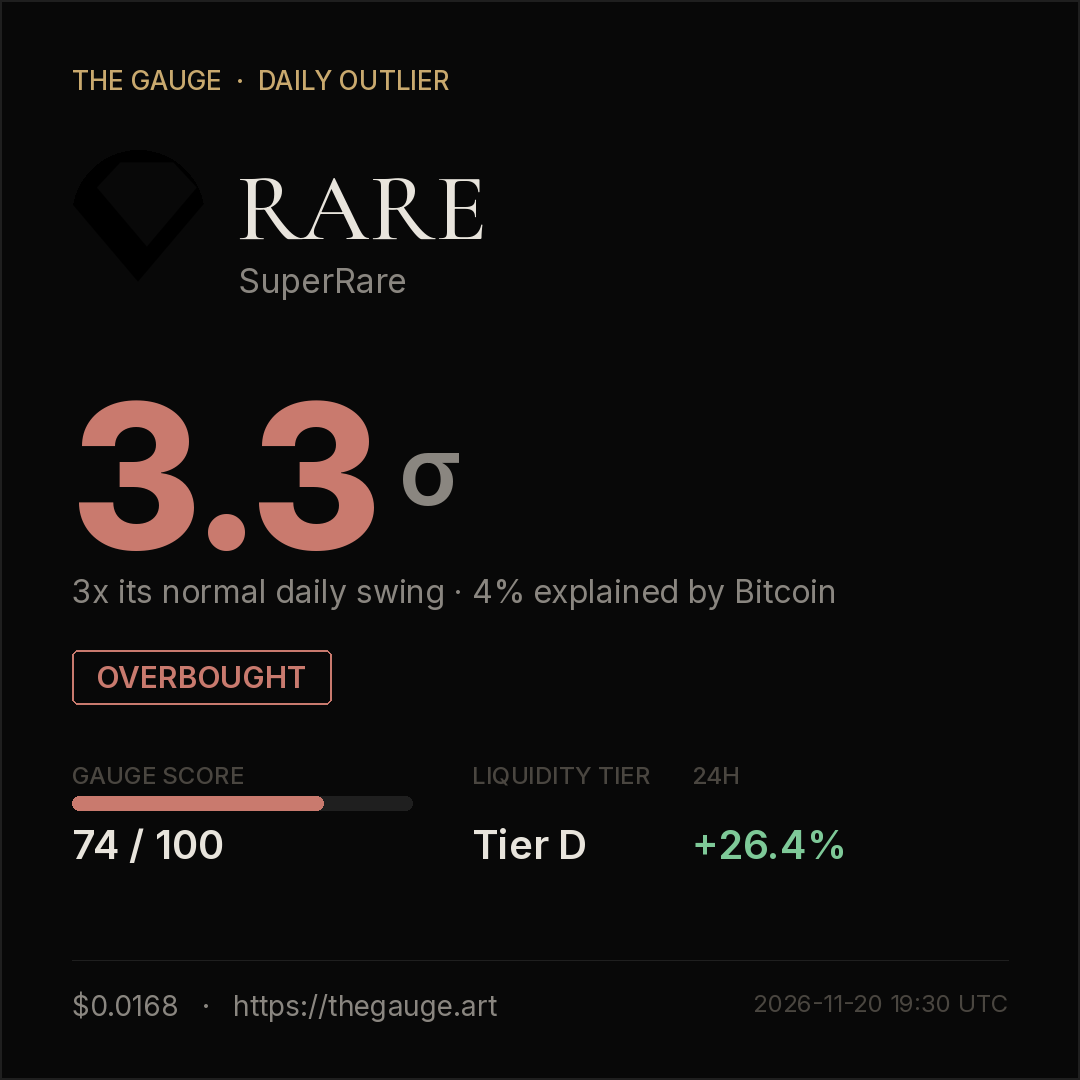 THE GAUGE · DAILY OUTLIER
RARE
SuperRare
3.3 σ
3x its normal daily swing · 4% explained by Bitcoin
OVERBOUGHT
GAUGE SCORE LIQUIDITY TIER 24H
74 / 100 Tier D +26.4%
$0.0168 · https://thegauge.art 2026-11-20 19:30 UTC